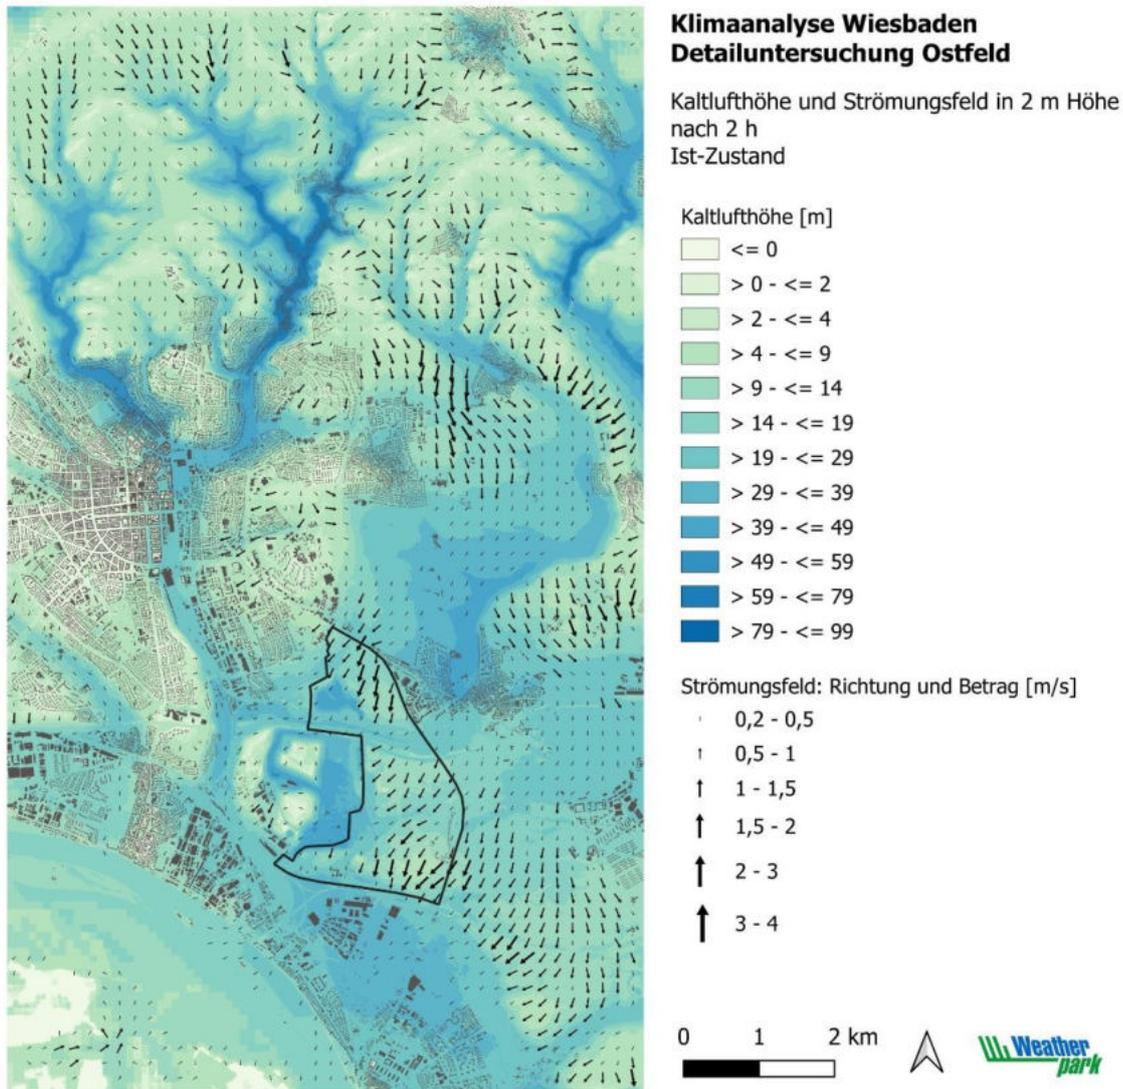 Klimaanalyse Wiesbaden
Detailuntersuchung Ostfeld
Kaltlufthöhe und Strömungsfeld in 2 m Höhe
nach 2 h
Ist-Zustand
Kaltlufthöhe [m]
<= 0
> 0 - <= 2
> 2 - <= 4
> 4 - <= 9
> 9 - <= 14
> 14 - <= 19
> 19 - <= 29
> 29 - <= 39
> 39 - <= 49
> 49 - <= 59
> 59 - <= 79
> 79 - <= 99
Strömungsfeld: Richtung und Betrag [m/s]
0,2 - 0,5
0,5 - 1
1 - 1,5
1,5 - 2
2 - 3
3 - 4
0 1 2 km
Weather
park